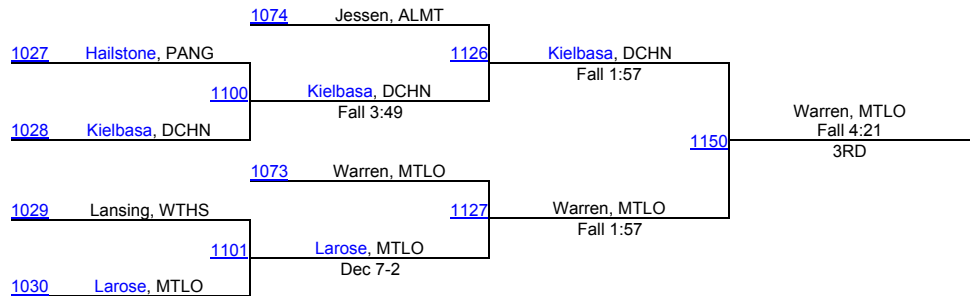 1074 Jessen, ALMT
1027 Hailstone, PANG
1126 Kielbasa, DCHN
Fall 1:57
1100 Kielbasa, DCHN
Fall 3:49
1028 Kielbasa, DCHN
Warren, MTLO
Fall 4:21
1150
3RD
1073 Warren, MTLO
1029 Lansing, WTHS
1127 Warren, MTLO
Fall 1:57
1101 Larose, MTLO
Dec 7-2
1030 Larose, MTLO